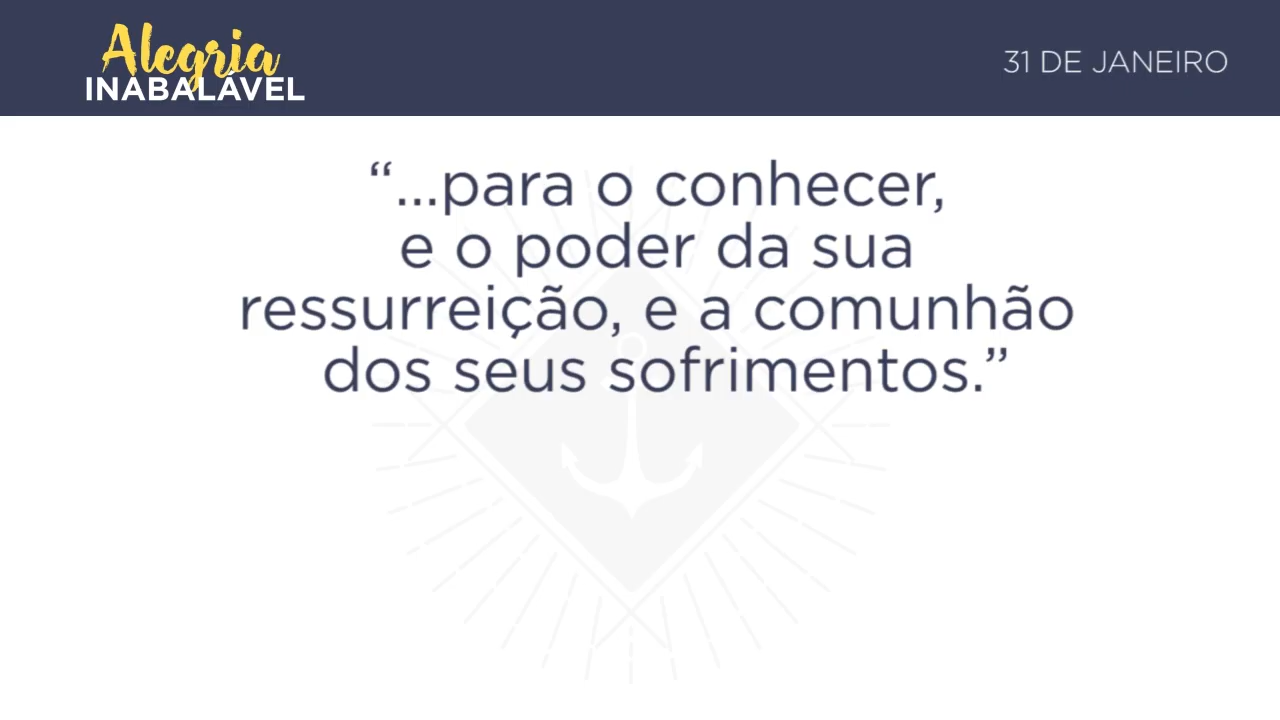 Alegria
INABALÁVEL
31 DE JANEIRO
“...para o conhecer,
e o poder da sua
ressurreição, e a comunhão
dos seus sofrimentos.”